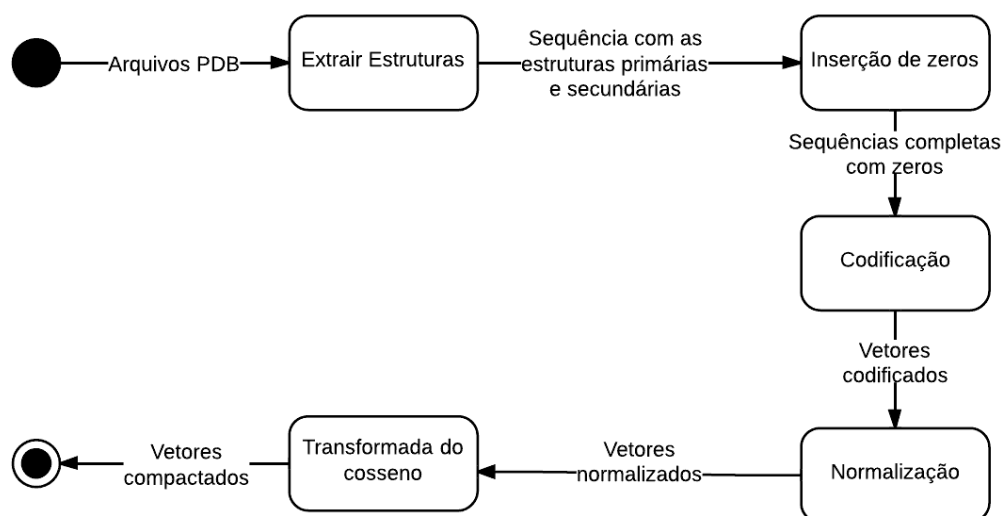 Arquivos PDB
Extrair Estruturas
Sequência com as
estruturas primárias
e secundárias
Inserção de zeros
Sequências completas
com zeros
Codificação
Vetores
codificados
Normalização
Vetores
normalizados
Transformada do
cosseno
Vetores
compactados